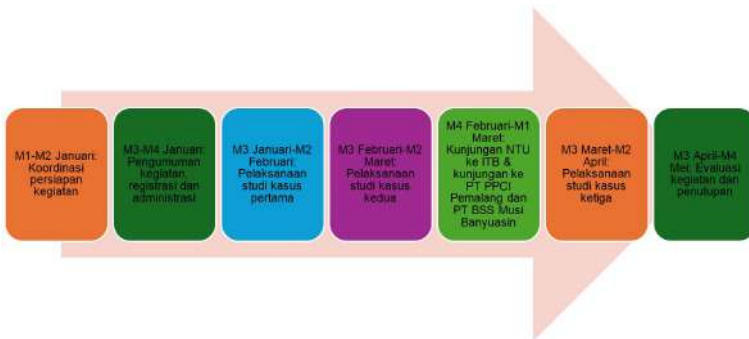 M1-M2 Januari:
Koordinasi
persiapan
kegiatan
M3-M4 Januari:
Pengumuman
kegiatan,
registrasi dan
administrasi
M3 Januari-M2
Februari:
Pelaksanaan
studi kasus
pertama
M3 Februari-M2
Maret:
Pelaksanaan
studi kasus
kedua
M4 Februari-M1
Maret:
Kunjungan NTU
ke ITB &
kunjungan ke
PT PPCI
Pemalang dan
PT BSS Musi
Banyuasin
M3 Maret-M2
April:
Pelaksanaan
studi kasus
ketiga
M3 April-M4
Mei: Evaluasi
kegiatan dan
penutupan